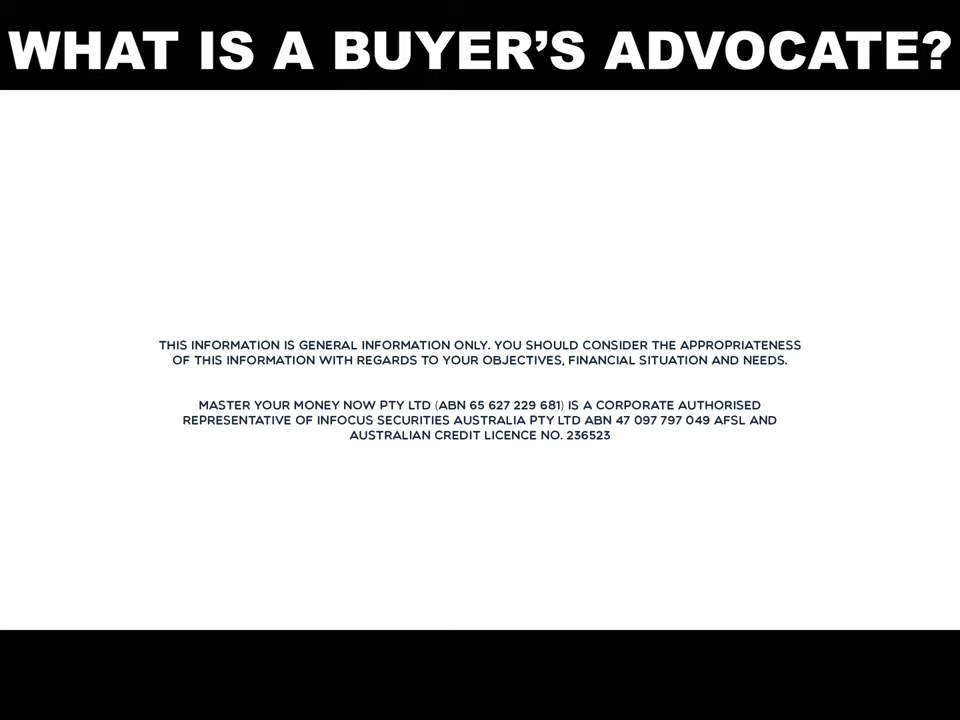 WHAT IS A BUYER’S ADVOCATE?
THIS INFORMATION IS GENERAL INFORMATION ONLY. YOU SHOULD CONSIDER THE APPROPRIATENESS
OF THIS INFORMATION WITH REGARDS TO YOUR OBJECTIVES, FINANCIAL SITUATION AND NEEDS.
MASTER YOUR MONEY NOW PTY LTD (ABN 65 627 229 681) IS A CORPORATE AUTHORISED
REPRESENTATIVE OF INFOCUS SECURITIES AUSTRALIA PTY LTD ABN 47 097 797 049 AFSL AND
AUSTRALIAN CREDIT LICENCE NO. 236523